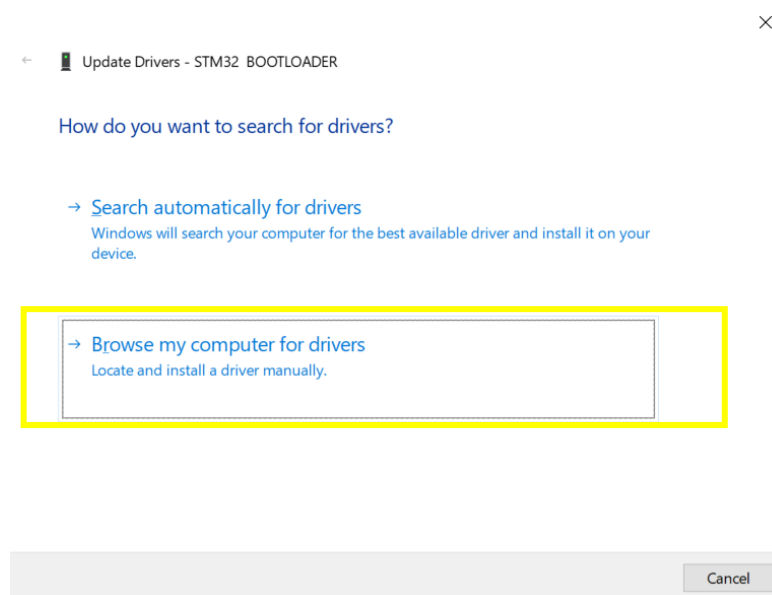 Update Drivers - STM32 BOOTLOADER
How do you want to search for drivers?
Search automatically for drivers
Windows will search your computer for the best available driver and install it on your
device.
Browse my computer for drivers
Locate and install a driver manually.
Cancel